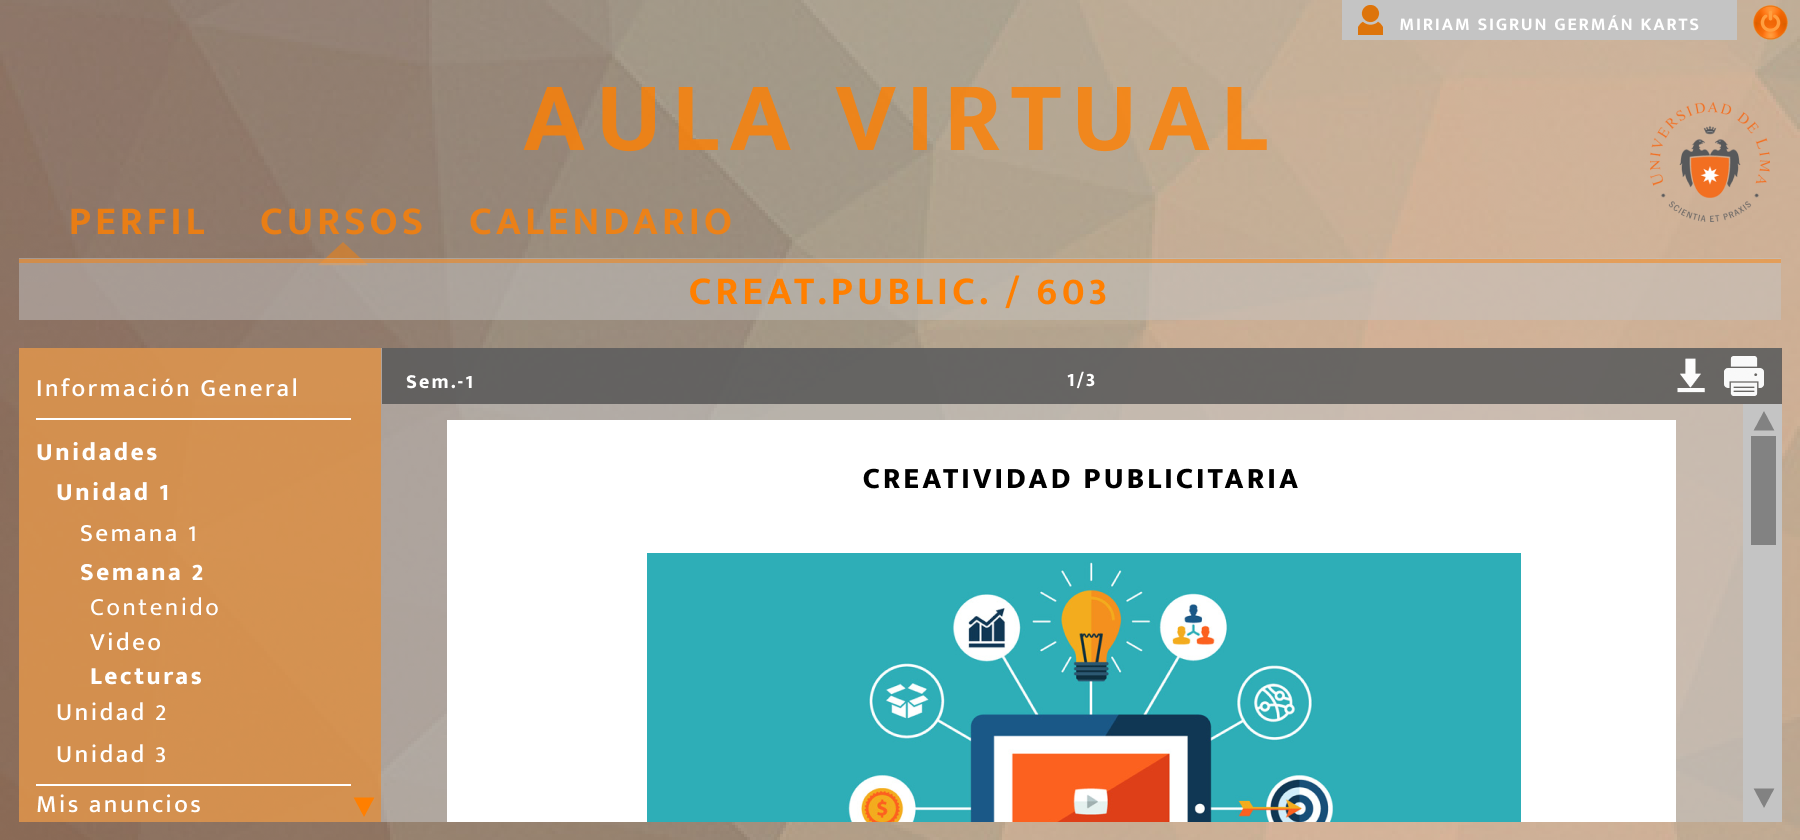 MIRIAM SIGRUN GERMÁN KARTS
AULA VIRTUAL
UNIVERSIDAD DE LIMA
SCIENTIA ET PRAXIS
PERFIL CURSOS CALENDARIO
CREAT.PUBLIC. / 603
Información General
Unidades
Unidad 1
Semana 1
Semana 2
Contenido
Video
Lecturas
Unidad 2
Unidad 3
Mis anuncios
Sem.-1 1/3
CREATIVIDAD PUBLICITARIA
$